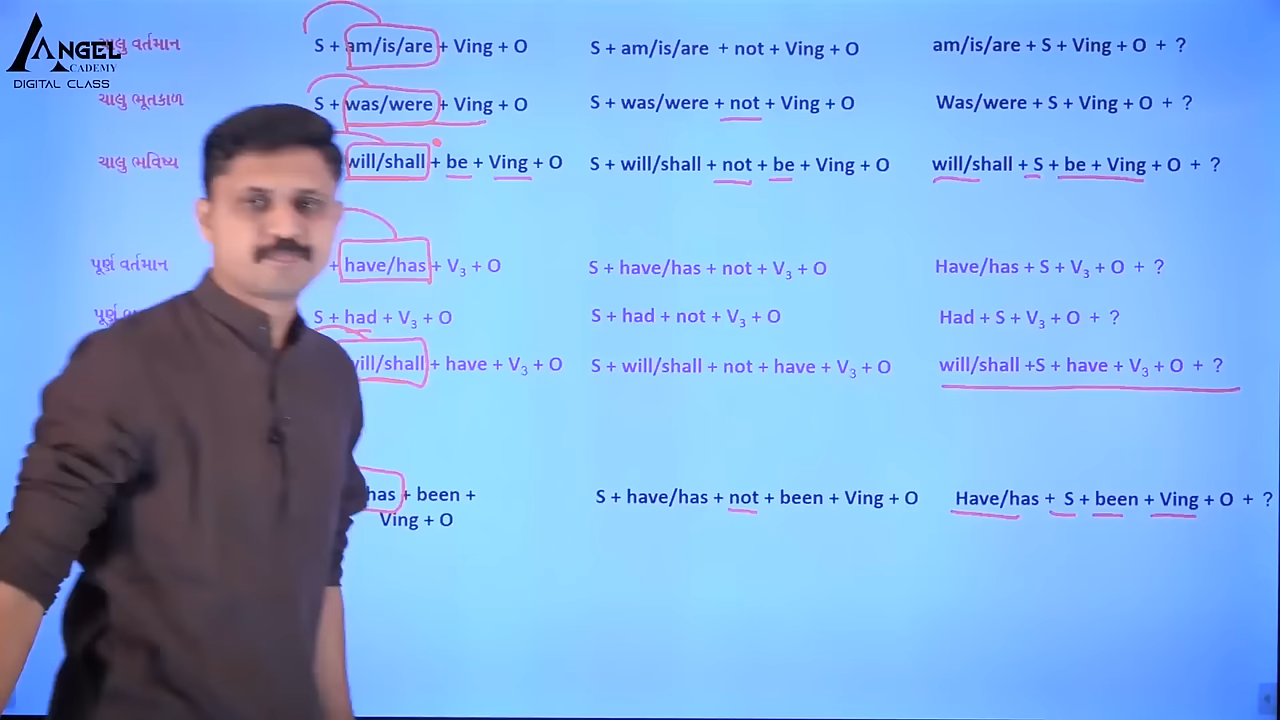 ANGEL
ACADEMY
DIGITAL CLASS
ચાલુ વર્તમાન S + am/is/are + Ving + O S + am/is/are + not + Ving + O am/is/are + S + Ving + O + ?
ચાલુ ભૂતકાળ S + was/were + Ving + O S + was/were + not + Ving + O Was/were + S + Ving + O + ?
ચાલુ ભવિષ્ય will/shall + be + Ving + O S + will/shall + not + be + Ving + O will/shall + S + be + Ving + O + ?
પૂર્ણ વર્તમાન + have/has + V₃ + O S + have/has + not + V₃ + O Have/has + S + V₃ + O + ?
પૂર્ણ S + had + V₃ + O S + had + not + V₃ + O Had + S + V₃ + O + ?
will/shall + have + V₃ + O S + will/shall + not + have + V₃ + O will/shall +S + have + V₃ + O + ?
has + been + S + have/has + not + been + Ving + O Have/has + S + been + Ving + O + ?
Ving + O